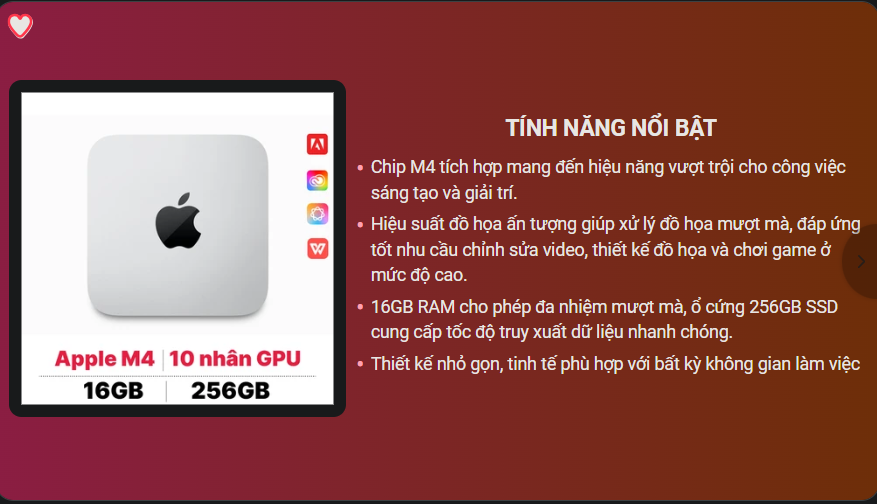 TÍNH NĂNG NỔI BẬT
Chip M4 tích hợp mang đến hiệu năng vượt trội cho công việc
sáng tạo và giải trí.
Hiệu suất đồ họa ấn tượng giúp xử lý đồ họa mượt mà, đáp ứng
tốt nhu cầu chỉnh sửa video, thiết kế đồ họa và chơi game ở
mức độ cao.
16GB RAM cho phép đa nhiệm mượt mà, ổ cứng 256GB SSD
cung cấp tốc độ truy xuất dữ liệu nhanh chóng.
Thiết kế nhỏ gọn, tinh tế phù hợp với bất kỳ không gian làm việc
Apple M4 | 10 nhân GPU
16GB | 256GB